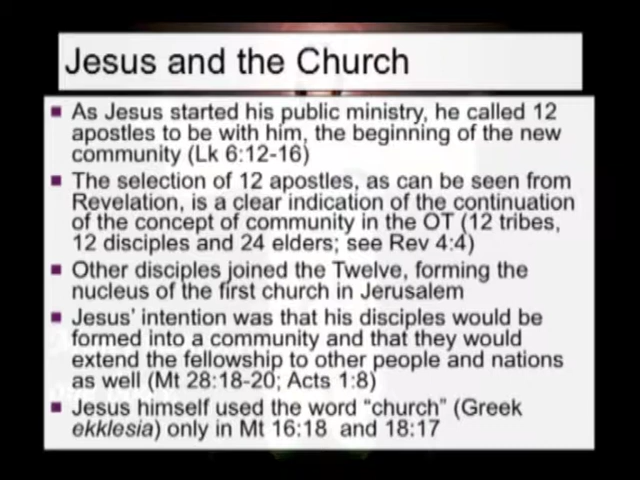 Jesus and the Church
As Jesus started his public ministry, he called 12
apostles to be with him, the beginning of the new
community (Lk 6:12-16)
The selection of 12 apostles, as can be seen from
Revelation, is a clear indication of the continuation
of the concept of community in the OT (12 tribes,
12 disciples and 24 elders; see Rev 4:4)
Other disciples joined the Twelve, forming the
nucleus of the first church in Jerusalem
Jesus' intention was that his disciples would be
formed into a community and that they would
extend the fellowship to other people and nations
as well (Mt 28:18-20; Acts 1:8)
Jesus himself used the word “church” (Greek
ekklesia) only in Mt 16:18 and 18:17